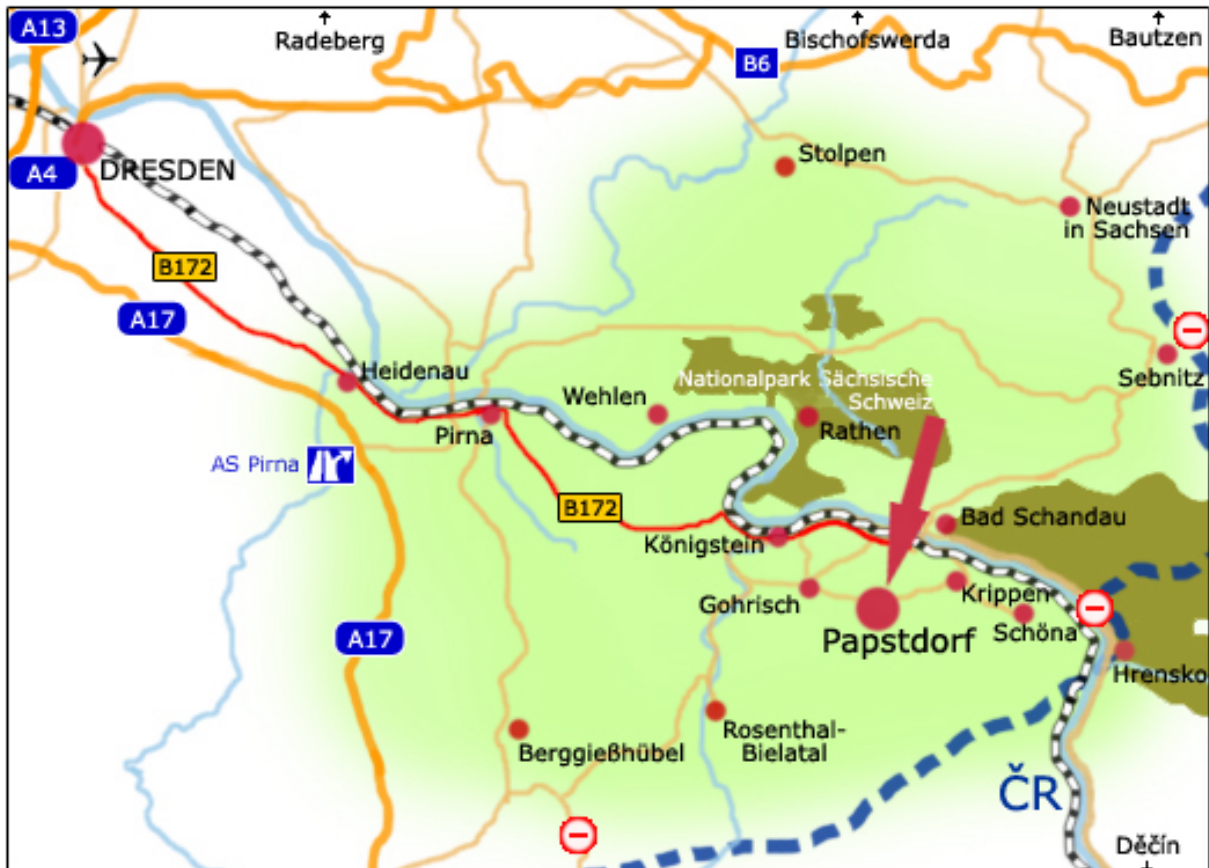 A13
Radeberg
Bischofswerda
Bautzen
B6
A4
DRESDEN
Stolpen
Neustadt
in Sachsen
B172
A17
Heidenau
Wehlen
Nationalpark Sächsische
Schweiz
Sebnitz
Pirna
Rathen
AS Pirna
B172
Bad Schandau
Königstein
Gohrisch
Krippen
Schöna
Papstdorf
A17
Hrensko
Rosenthal-
Bielatal
Berggießhübel
ČR
Děčín